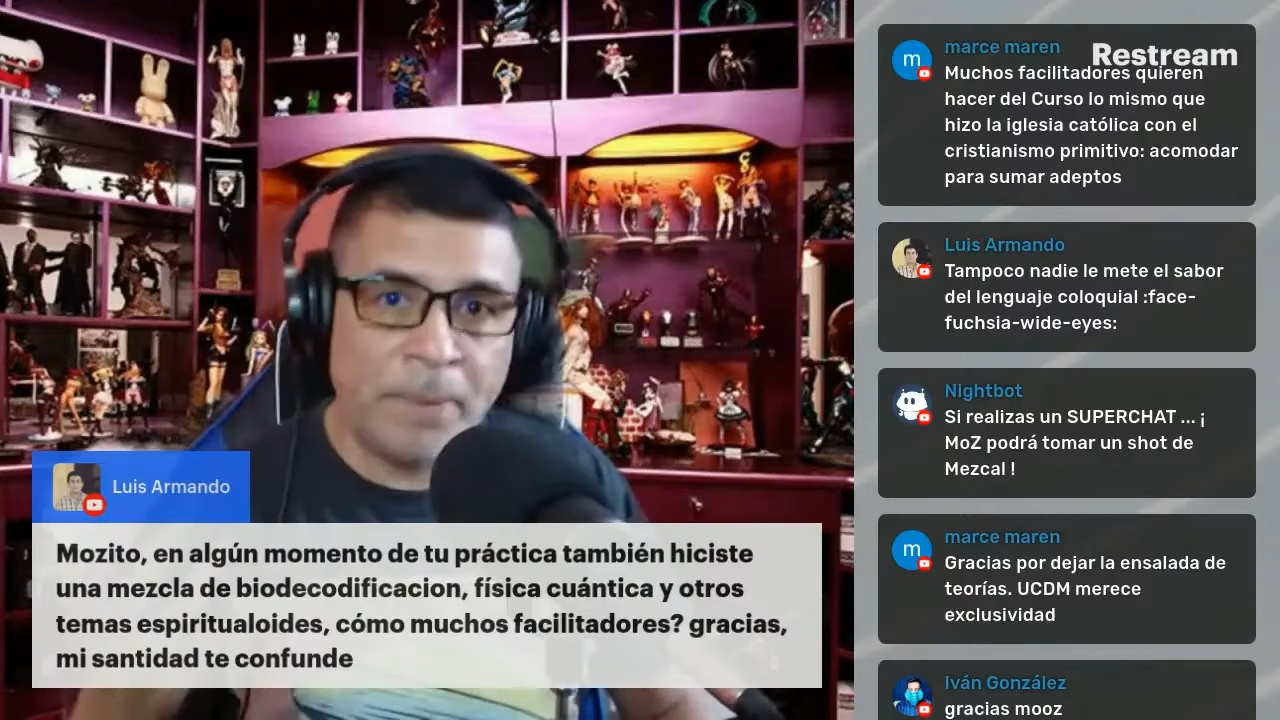 Luis Armando
Mozito, en algún momento de tu práctica también hiciste
una mezcla de biodecodificacion, física cuántica y otros
temas espiritualoides, cómo muchos facilitadores? gracias,
mi santidad te confunde
Restream
m
marce maren
Muchos facilitadores quieren
hacer del Curso lo mismo que
hizo la iglesia católica con el
cristianismo primitivo: acomodar
para sumar adeptos
Luis Armando
Tampoco nadie le mete el sabor
del lenguaje coloquial :face-
fuchsia-wide-eyes:
Nightbot
Si realizas un SUPERCHAT ... ¡
MoZ podrá tomar un shot de
Mezcal !
m
marce maren
Gracias por dejar la ensalada de
teorías. UCDM merece
exclusividad
Iván González
gracias mooz